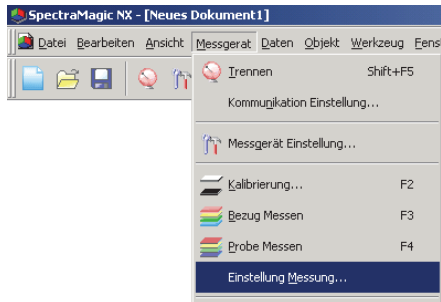 SpectraMagic NX - [Neues Dokument1]
Datei Bearbeiten Ansicht Messgerät Daten Objekt Werkzeug Fens
Trennen Shift+F5
Kommunikation Einstellung...
Messgerät Einstellung...
Kalibrierung... F2
Bezug Messen F3
Probe Messen F4
Einstellung Messung...